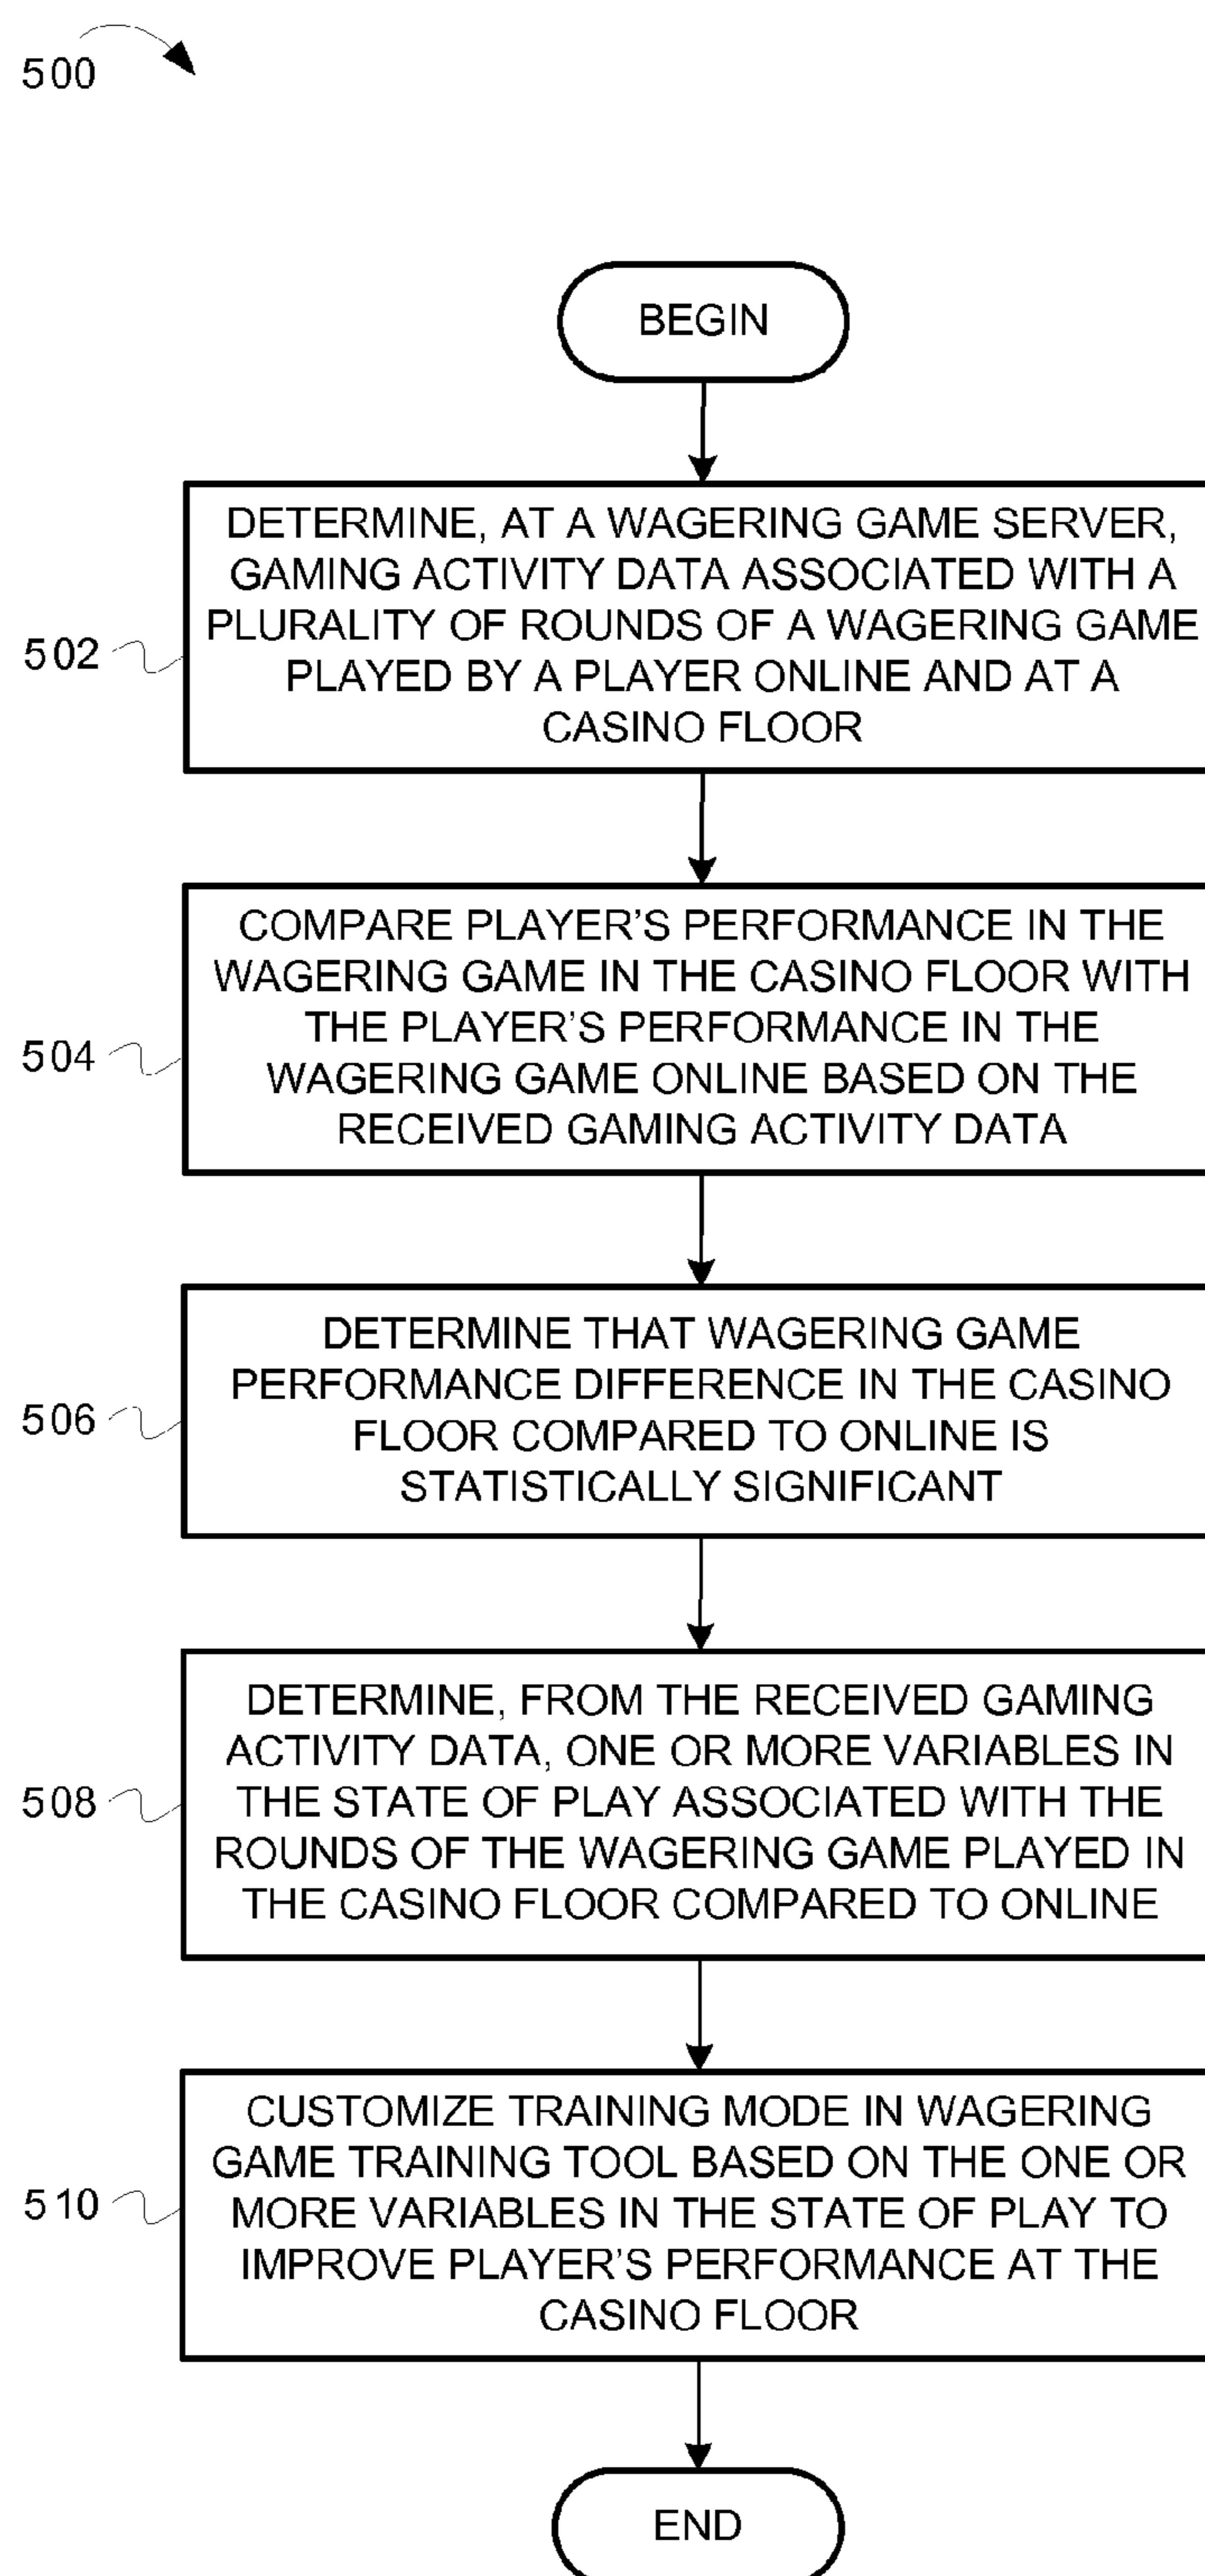 500
BEGIN
DETERMINE, AT A WAGERING GAME SERVER,
GAMING ACTIVITY DATA ASSOCIATED WITH A
PLURALITY OF ROUNDS OF A WAGERING GAME
PLAYED BY A PLAYER ONLINE AND AT A
CASINO FLOOR
502
COMPARE PLAYER’S PERFORMANCE IN THE
WAGERING GAME IN THE CASINO FLOOR WITH
THE PLAYER’S PERFORMANCE IN THE
WAGERING GAME ONLINE BASED ON THE
RECEIVED GAMING ACTIVITY DATA
504
DETERMINE THAT WAGERING GAME
PERFORMANCE DIFFERENCE IN THE CASINO
FLOOR COMPARED TO ONLINE IS
STATISTICALLY SIGNIFICANT
506
DETERMINE, FROM THE RECEIVED GAMING
ACTIVITY DATA, ONE OR MORE VARIABLES IN
THE STATE OF PLAY ASSOCIATED WITH THE
ROUNDS OF THE WAGERING GAME PLAYED IN
THE CASINO FLOOR COMPARED TO ONLINE
508
CUSTOMIZE TRAINING MODE IN WAGERING
GAME TRAINING TOOL BASED ON THE ONE OR
MORE VARIABLES IN THE STATE OF PLAY TO
IMPROVE PLAYER’S PERFORMANCE AT THE
CASINO FLOOR
510
END